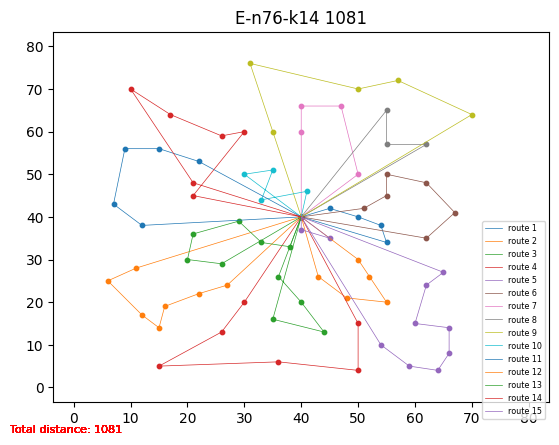 E-n76-k14 1081
80
70
60
50
40
30
20
10
0
0 10 20 30 40 50 60 70 80
route 1
route 2
route 3
route 4
route 5
route 6
route 7
route 8
route 9
route 10
route 11
route 12
route 13
route 14
route 15
Total distance: 1081